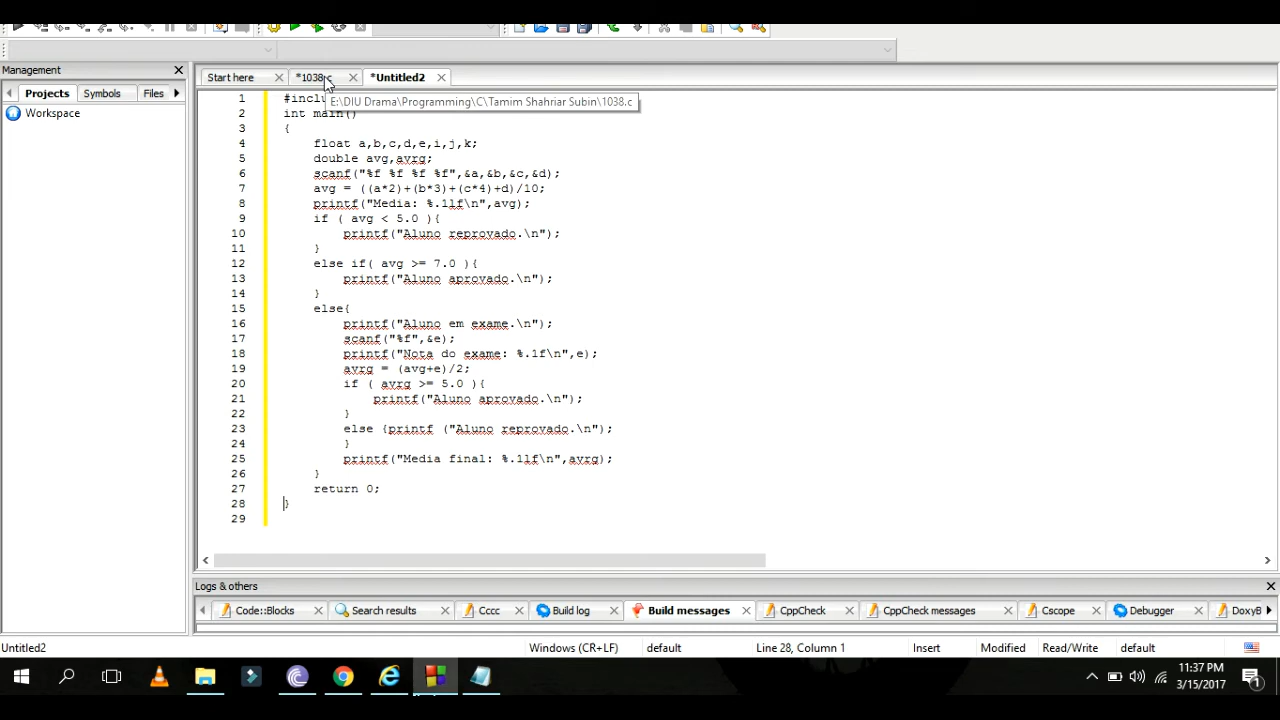 Management
Projects
Symbols
Files
Workspace
Start here
*1038.c
*Untitled2
E:\DIU Drama\Programming\C\Tamim Shahriar Subin\1038.c
1 #inclu
2 int main()
3 {
4 float a,b,c,d,e,i,j,k;
5 double avg,avrg;
6 scanf("%f %f %f %f",&a,&b,&c,&d);
7 avg = ((a*2)+(b*3)+(c*4)+d)/10;
8 printf("Media: %.1lf\n",avg);
9 if ( avg < 5.0 ){
10 printf("Aluno reprovado.\n");
11 }
12 else if( avg >= 7.0 ){
13 printf("Aluno aprovado.\n");
14 }
15 else{
16 printf("Aluno em exame.\n");
17 scanf("%f",&e);
18 printf("Nota do exame: %.1f\n",e);
19 avrg = (avg+e)/2;
20 if ( avrg >= 5.0 ){
21 printf("Aluno aprovado.\n");
22 }
23 else {printf ("Aluno reprovado.\n");
24 }
25 printf("Media final: %.1lf\n",avrg);
26 }
27 return 0;
28 }
29
Logs & others
Code::Blocks
Search results
Cccc
Build log
Build messages
CppCheck
CppCheck messages
Cscope
Debugger
DoxyB
Untitled2
Windows (CR+LF)
default
Line 28, Column 1
Insert
Modified
Read/Write
default
11:37 PM
3/15/2017
1